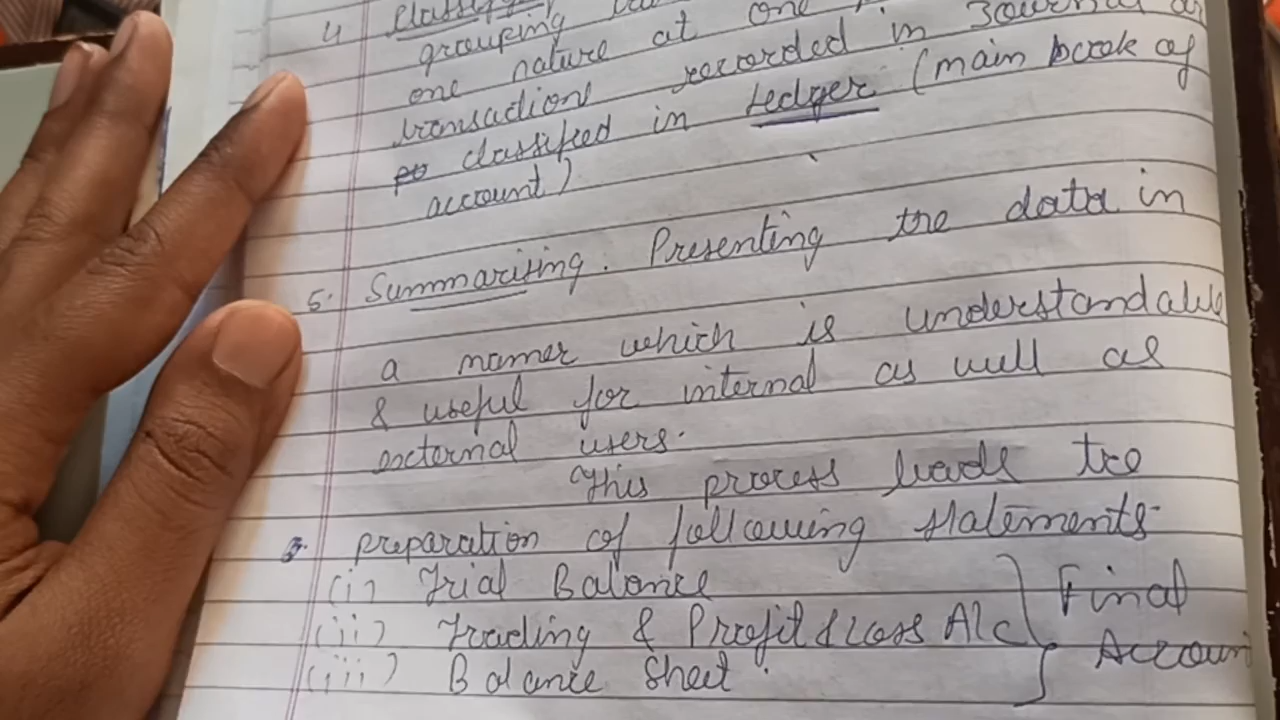 4 Classifying
grouping
one nature at one
transactions recorded in Journal
classified in Ledger (main book of
account)
5. Summarising. Presenting the data in
a manner which is understandable
& useful for internal as well as
external users.
This process leads tto
preparation of following statements.
(i) Trial Balance
(ii) Trading & Profit & Loss A/c
(iii) Balance Sheet.
Final
Account